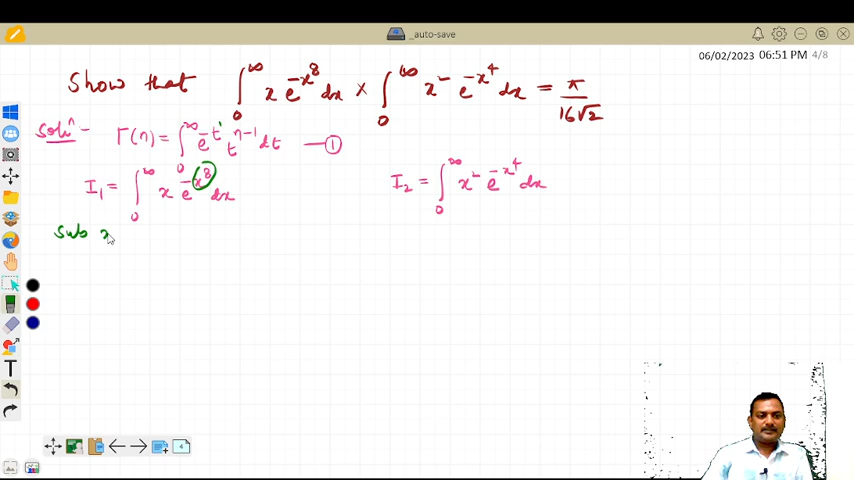 _auto-save
06/02/2023 06:51 PM 4/8
Show that ∫₀^∞ x e^{-x^8} dx × ∫₀^∞ x² e^{-x^4} dx = π/16√2
Solⁿ- Γ(n) = ∫₀^∞ e^{-t} t^{n-1} dt —①
I₁ = ∫₀^∞ x e^{-x^8} dx I₂ = ∫₀^∞ x² e^{-x^4} dx
Sub x
T
4